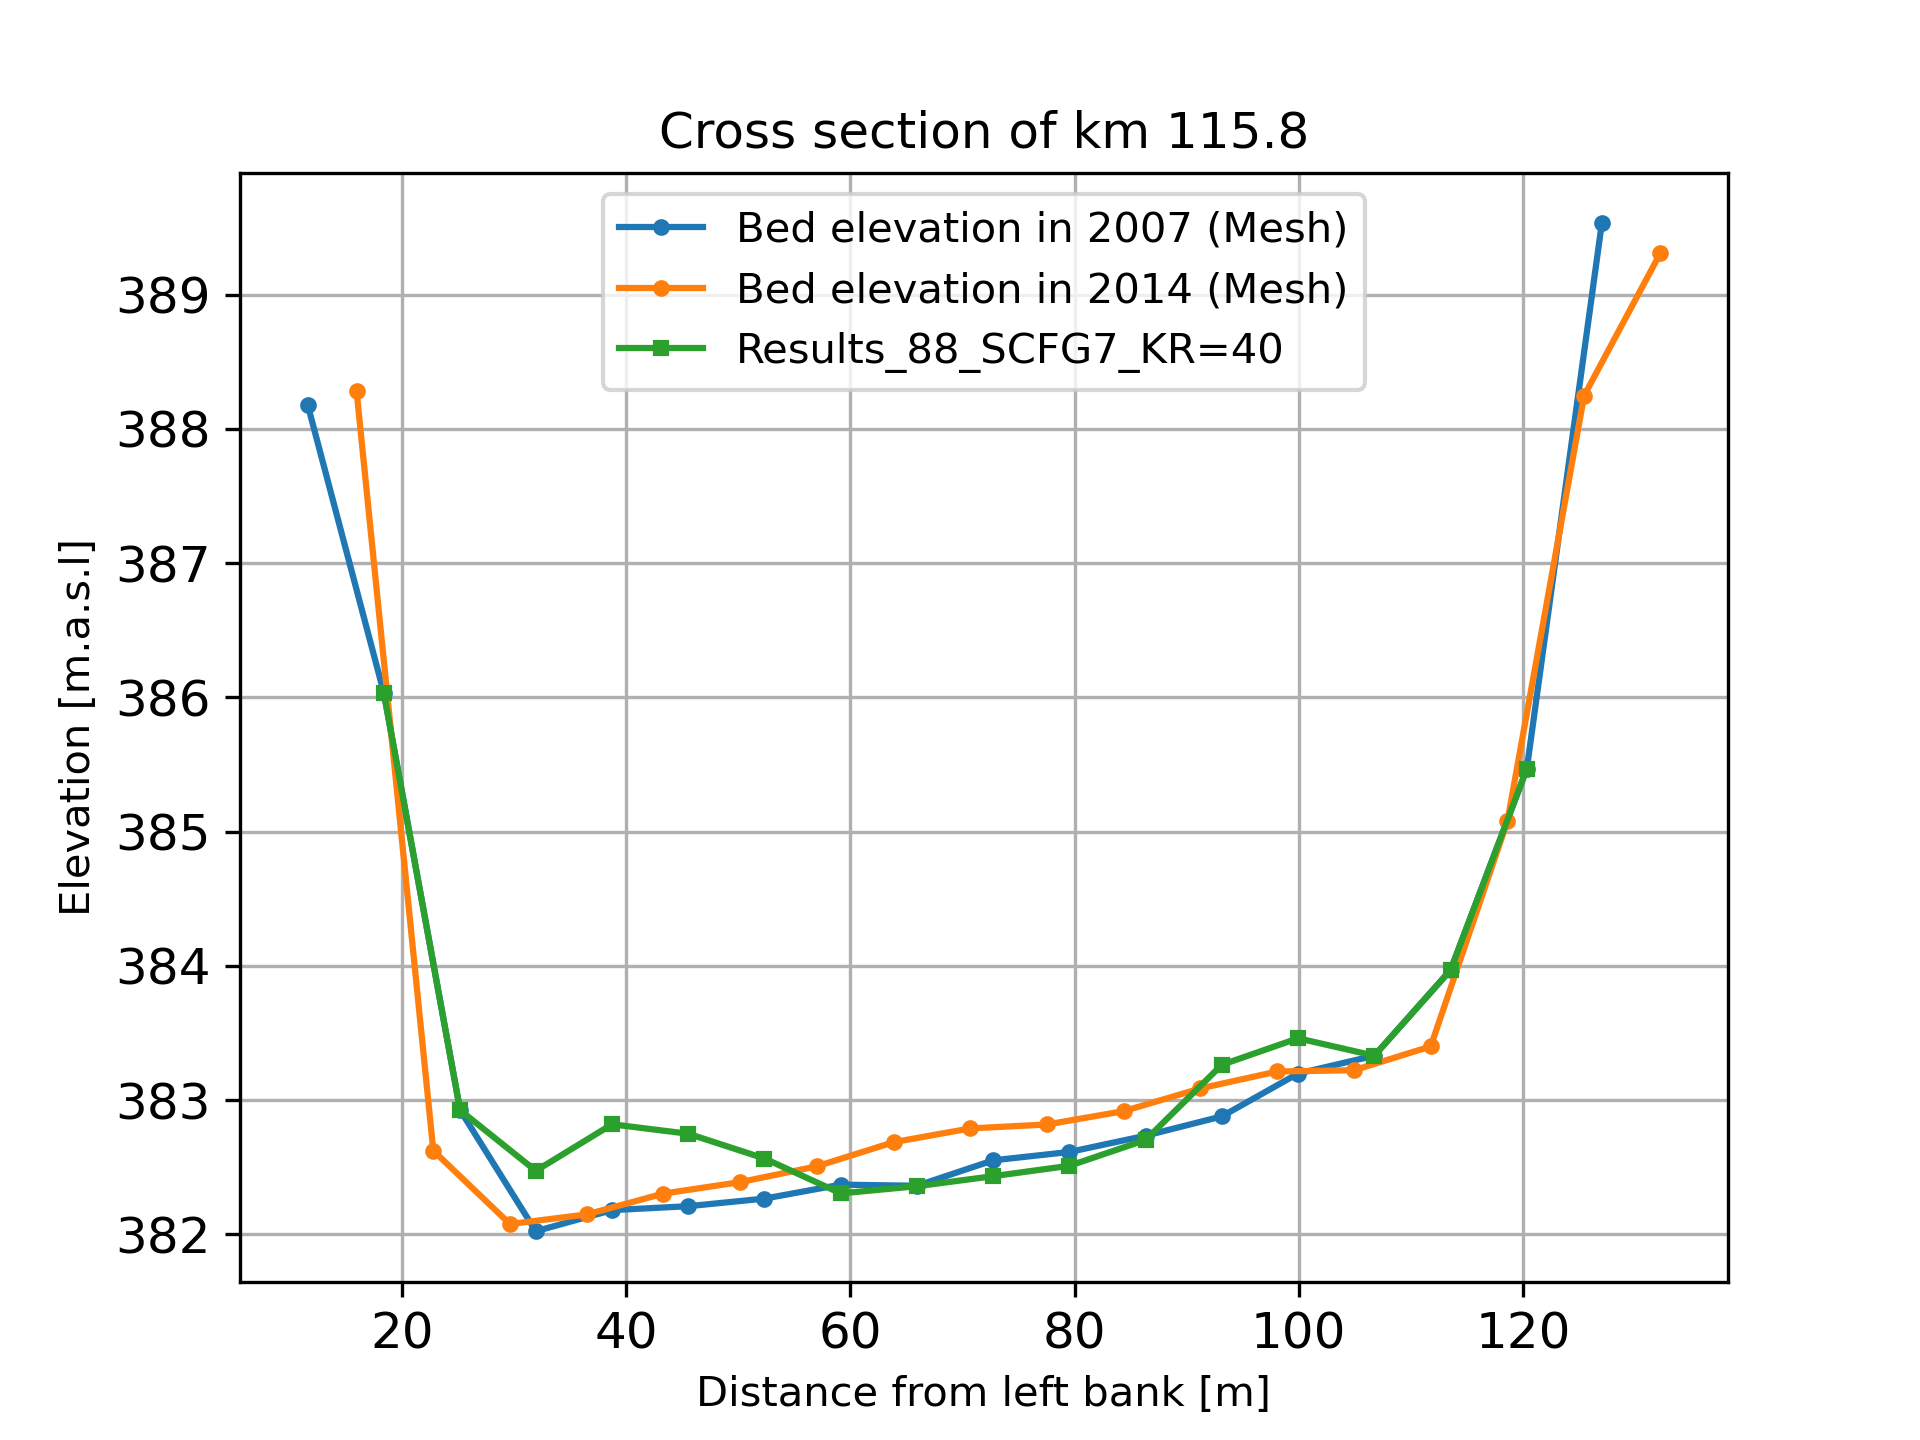 Cross section of km 115.8
Bed elevation in 2007 (Mesh)
Bed elevation in 2014 (Mesh)
Results_88_SCFG7_KR=40
389
388
387
386
385
384
383
382
Elevation [m.a.s.l]
20 40 60 80 100 120
Distance from left bank [m]